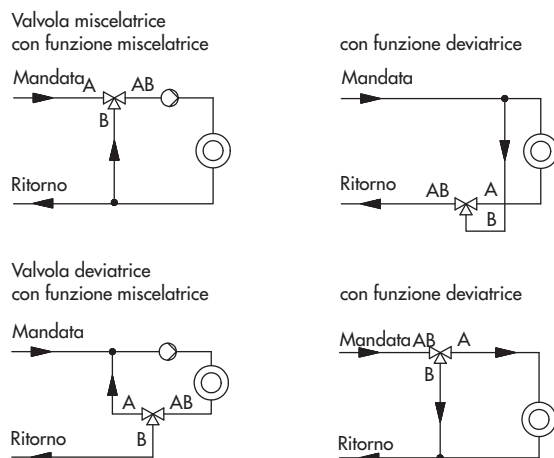 Valvola miscelatrice
con funzione miscelatrice
con funzione deviatrice
Mandata A AB
B
Ritorno
Mandata
Ritorno AB A
B
Valvola deviatrice
con funzione miscelatrice
con funzione deviatrice
Mandata
A AB
B
Ritorno
Mandata AB A
B
Ritorno